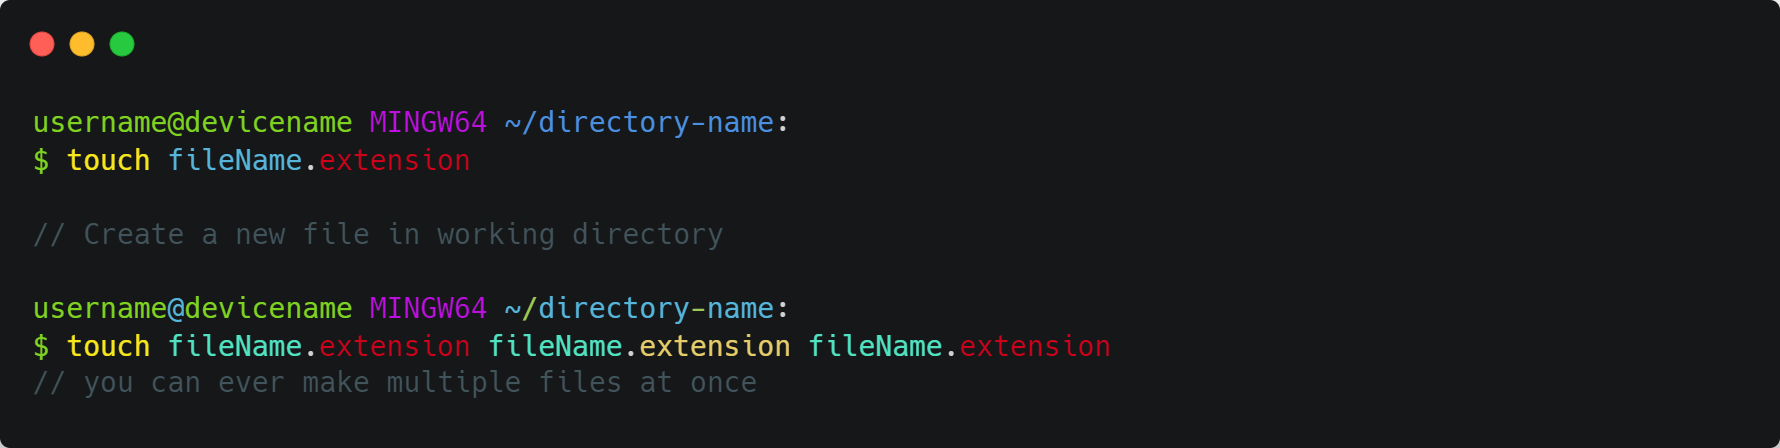 username@devicename MINGW64 ~/directory-name:
$ touch fileName.extension
// Create a new file in working directory
username@devicename MINGW64 ~/directory-name:
$ touch fileName.extension fileName.extension fileName.extension
// you can ever make multiple files at once